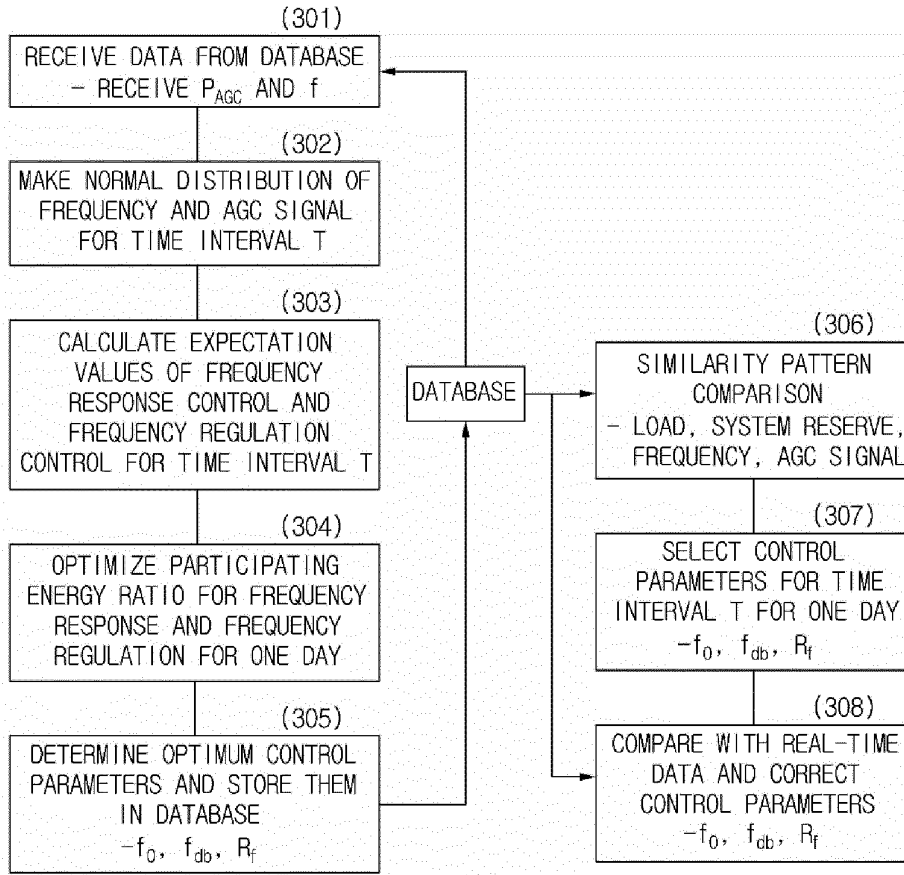 (301)
RECEIVE DATA FROM DATABASE
- RECEIVE P_AGC AND f
(302)
MAKE NORMAL DISTRIBUTION OF
FREQUENCY AND AGC SIGNAL
FOR TIME INTERVAL T
(303)
CALCULATE EXPECTATION
VALUES OF FREQUENCY
RESPONSE CONTROL AND
FREQUENCY REGULATION
CONTROL FOR TIME INTERVAL T
(304)
OPTIMIZE PARTICIPATING
ENERGY RATIO FOR FREQUENCY
RESPONSE AND FREQUENCY
REGULATION FOR ONE DAY
(305)
DETERMINE OPTIMUM CONTROL
PARAMETERS AND STORE THEM
IN DATABASE
-f_0, f_db, R_f
DATABASE
(306)
SIMILARITY PATTERN
COMPARISON
- LOAD, SYSTEM RESERVE,
FREQUENCY, AGC SIGNAL
(307)
SELECT CONTROL
PARAMETERS FOR TIME
INTERVAL T FOR ONE DAY
-f_0, f_db, R_f
(308)
COMPARE WITH REAL-TIME
DATA AND CORRECT
CONTROL PARAMETERS
-f_0, f_db, R_f